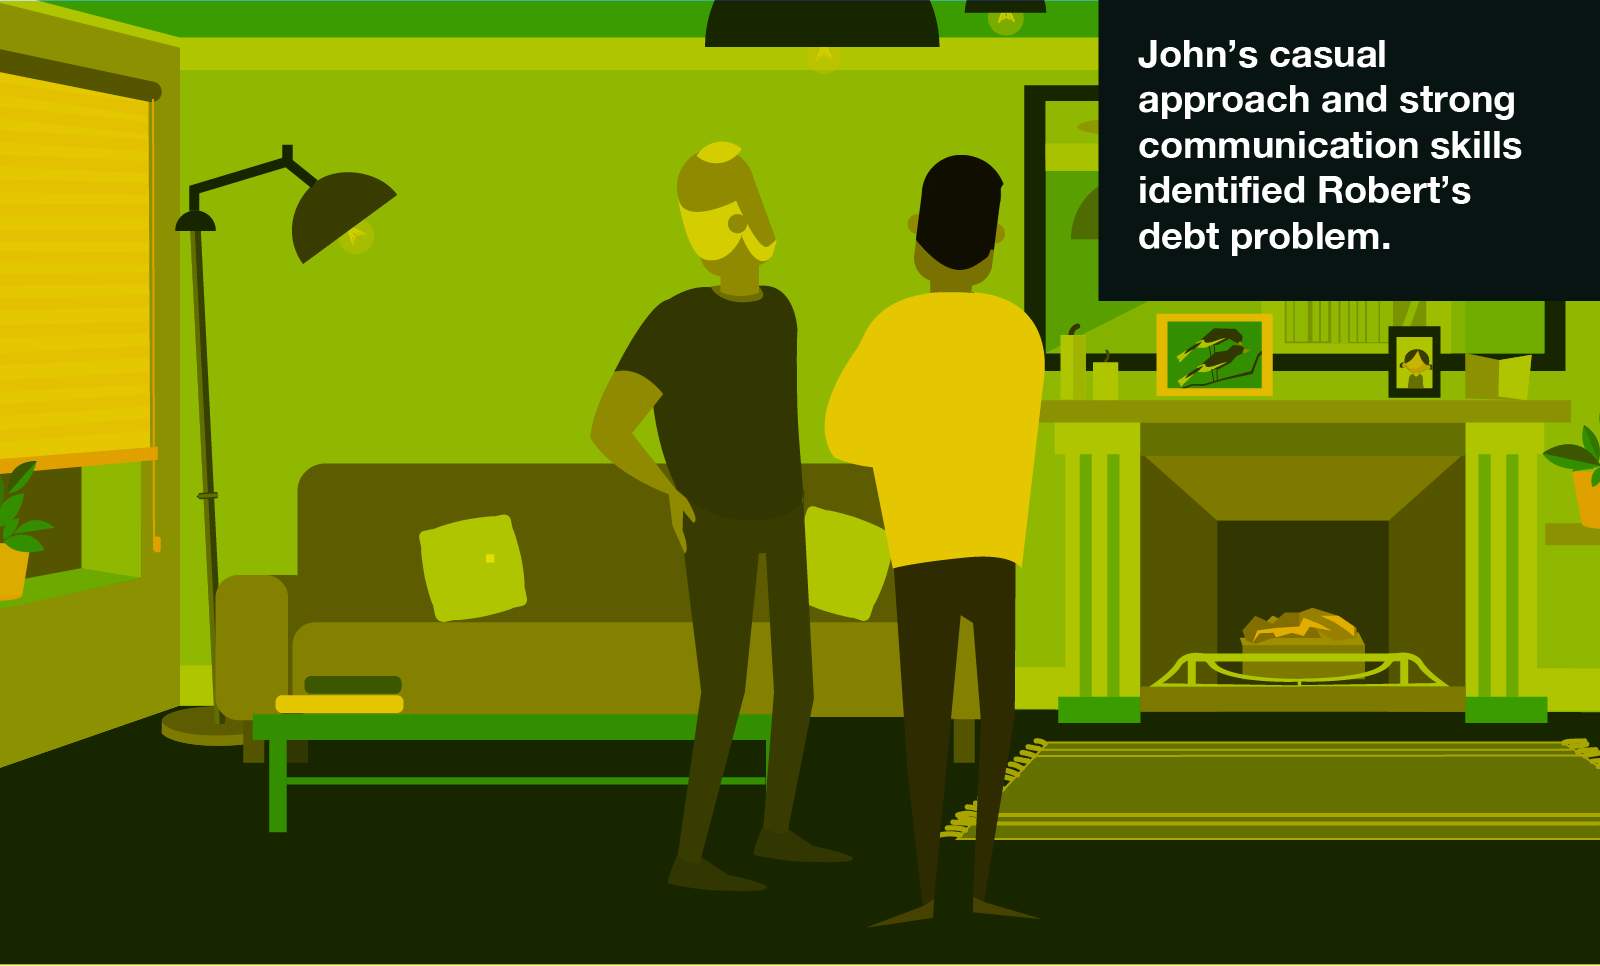 John’s casual
approach and strong
communication skills
identified Robert’s
debt problem.